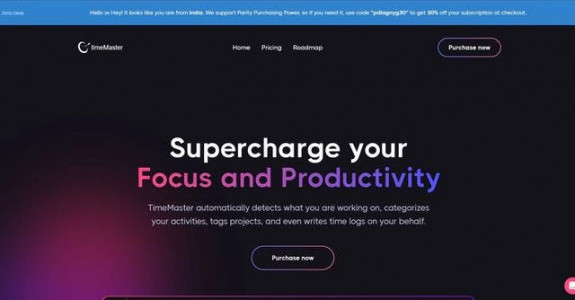 Hello तो Hey! It looks like you are from India. We support Parity Purchasing Power, so if you need it, use code to get 30% off your subscription at checkout.
timeMaster
Home Pricing Roadmap
Purchase now
Supercharge your
Focus and Productivity
TimeMaster automatically detects what you are working on, categorizes
your activities, tags projects, and even writes time logs on your behalf.
Purchase now